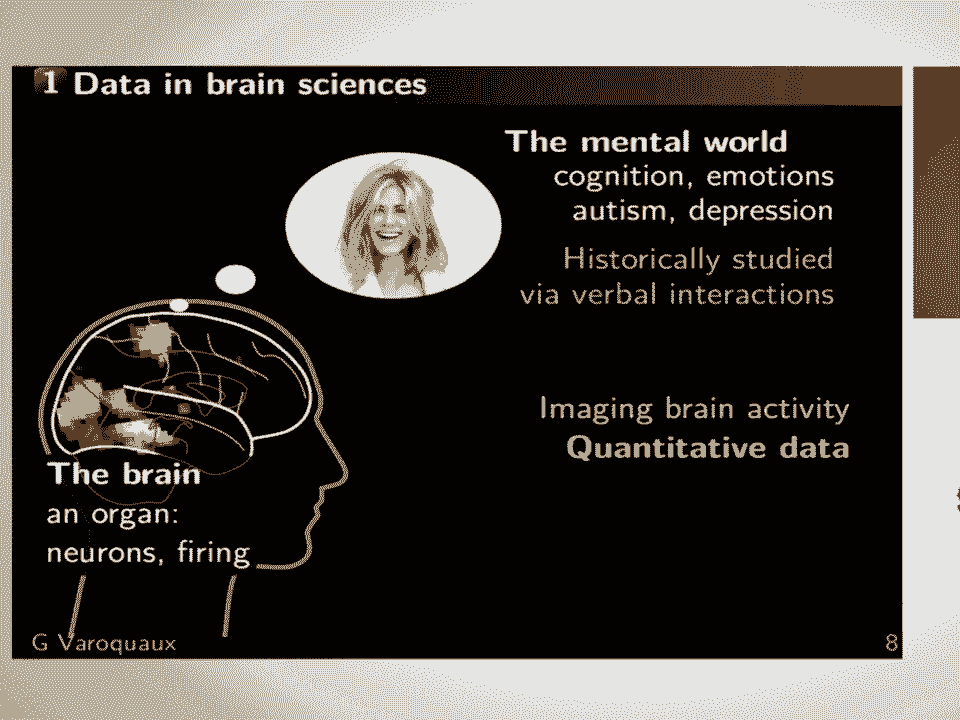 1 Data in brain sciences
The mental world
cognition, emotions
autism, depression
Historically studied
via verbal interactions
Imaging brain activity
Quantitative data
The brain
an organ:
neurons, firing
G Varoquaux
8